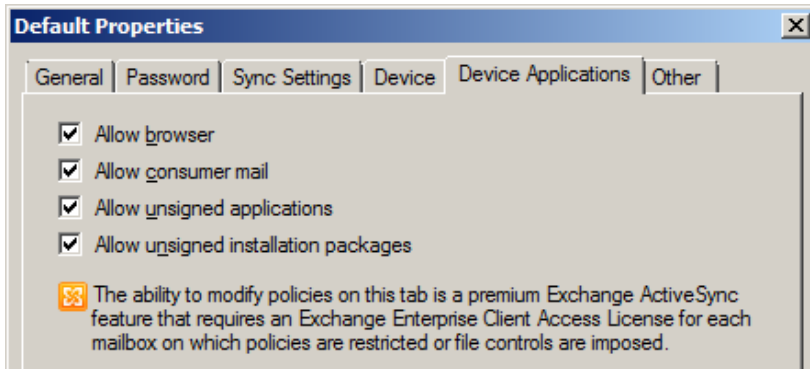 Default Properties
General Password Sync Settings Device Device Applications Other
Allow browser
Allow consumer mail
Allow unsigned applications
Allow unsigned installation packages
The ability to modify policies on this tab is a premium Exchange ActiveSync
feature that requires an Exchange Enterprise Client Access License for each
mailbox on which policies are restricted or file controls are imposed.